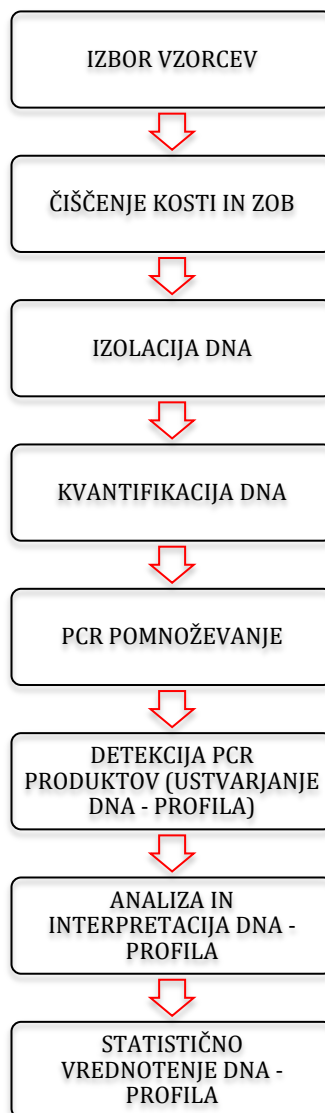 IZBOR VZORCEV
ČIŠČENJE KOSTI IN ZOB
IZOLACIJA DNA
KVANTIFIKACIJA DNA
PCR POMNOŽEVANJE
DETEKCIJA PCR
PRODUKTOV (USTVARJANJE
DNA - PROFILA)
ANALIZA IN
INTERPRETACIJA DNA -
PROFILA
STATISTIČNO
VREDNOTENJE DNA -
PROFILA